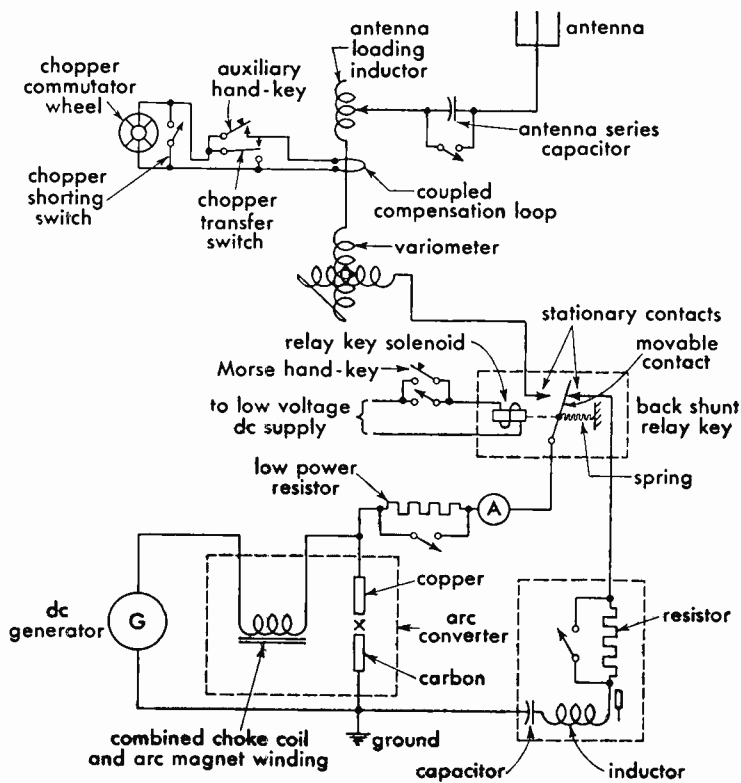 antenna
loading
inductor
antenna
chopper
commutator
wheel
auxiliary
hand-key
antenna series
capacitor
chopper
shorting
switch
chopper
transfer
switch
coupled
compensation loop
variometer
stationary contacts
relay key solenoid
movable
contact
Morse hand-key
to low voltage
dc supply
back shunt
relay key
spring
low power
resistor
A
copper
dc
generator
G
arc
converter
resistor
carbon
combined choke coil
and arc magnet winding
ground
capacitor
inductor